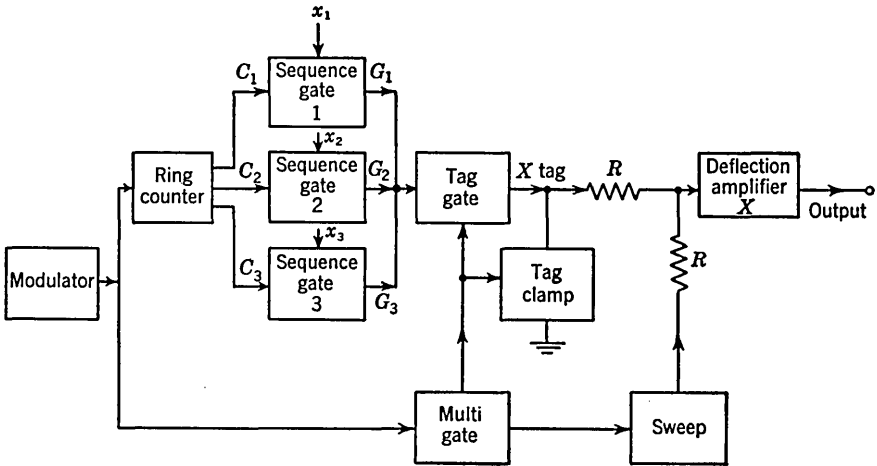 x₁
C₁
Sequence
gate
1
G₁
x₂
Ring
counter
C₂
Sequence
gate
2
G₂
Tag
gate
X tag
R
Deflection
amplifier
X
Output
x₃
C₃
Sequence
gate
3
G₃
Modulator
Tag
clamp
R
Multi
gate
Sweep